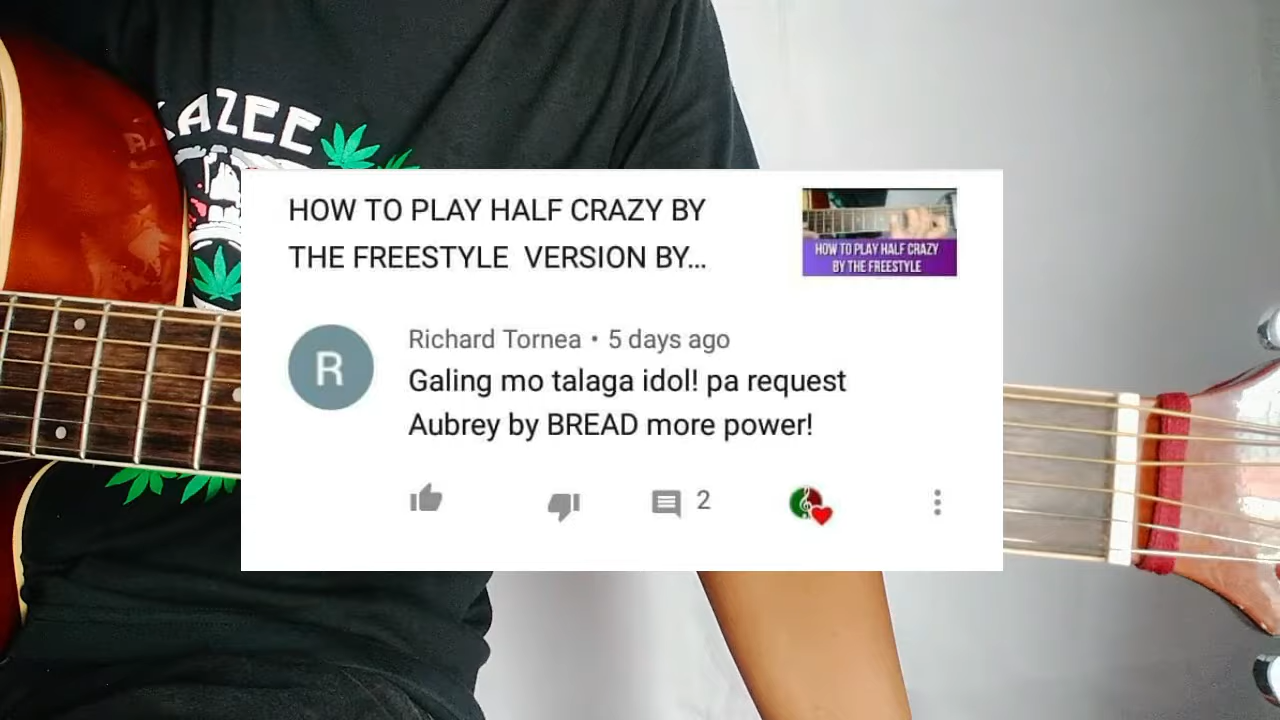 KAZEE
HOW TO PLAY HALF CRAZY BY
THE FREESTYLE VERSION BY...
HOW TO PLAY HALF CRAZY
BY THE FREESTYLE
R
Richard Tornea • 5 days ago
Galing mo talaga idol! pa request
Aubrey by BREAD more power!
2